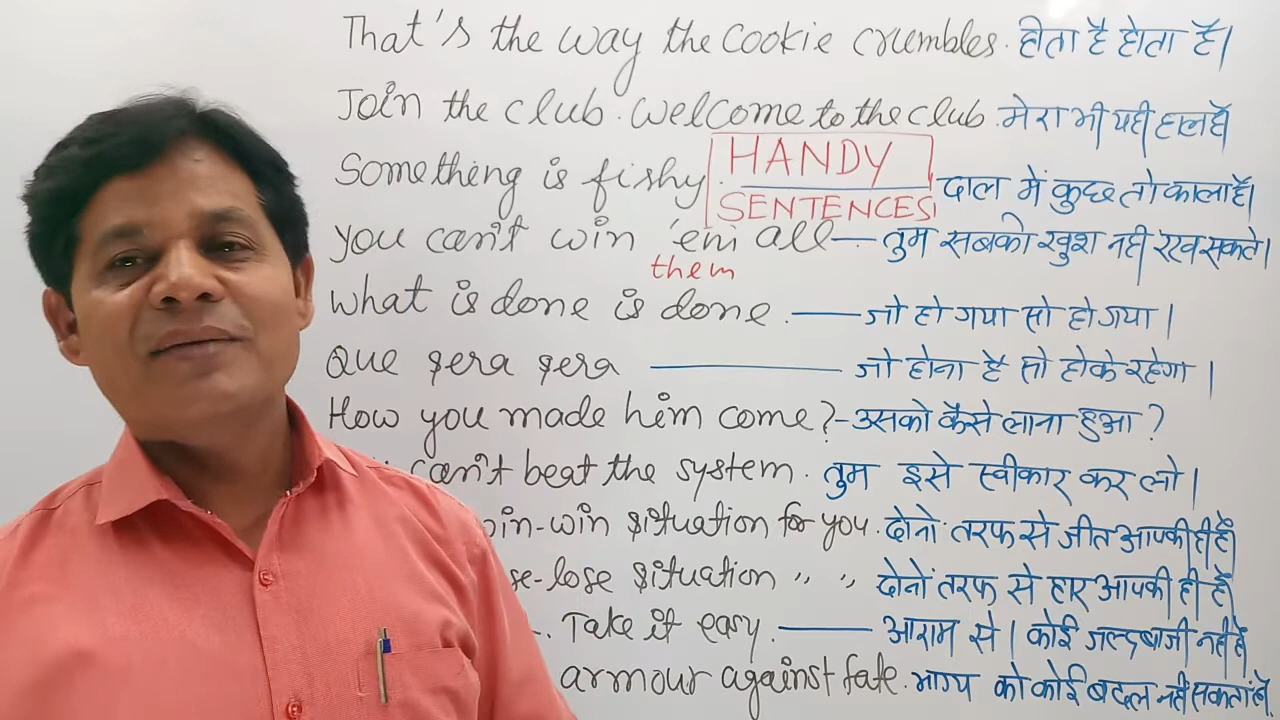 That's the way the cookie crumbles. होता है होता है।
Join the club. Welcome to the club. मेरा भी यही हाल है
Something is fishy. दाल में कुछ तो काला है।
HANDY
SENTENCES
You can't win 'em all — तुम सबको खुश नही रख सकते।
them
What is done is done. — जो हो गया सो हो गया।
Que sera sera — जो होना है सो होके रहेगा।
How you made him come? - उसको कैसे लाना हुआ?
can't beat the system. तुम इसे स्वीकार कर लो।
win-win situation for you. दोनों तरफ से जीत आपकी ही है।
se-lose situation " " दोनों तरफ से हार आपकी ही है
. Take it easy. — आराम से। कोई जल्दबाजी नही है
armour against fate. भाग्य को कोई बदल नही सकता है.